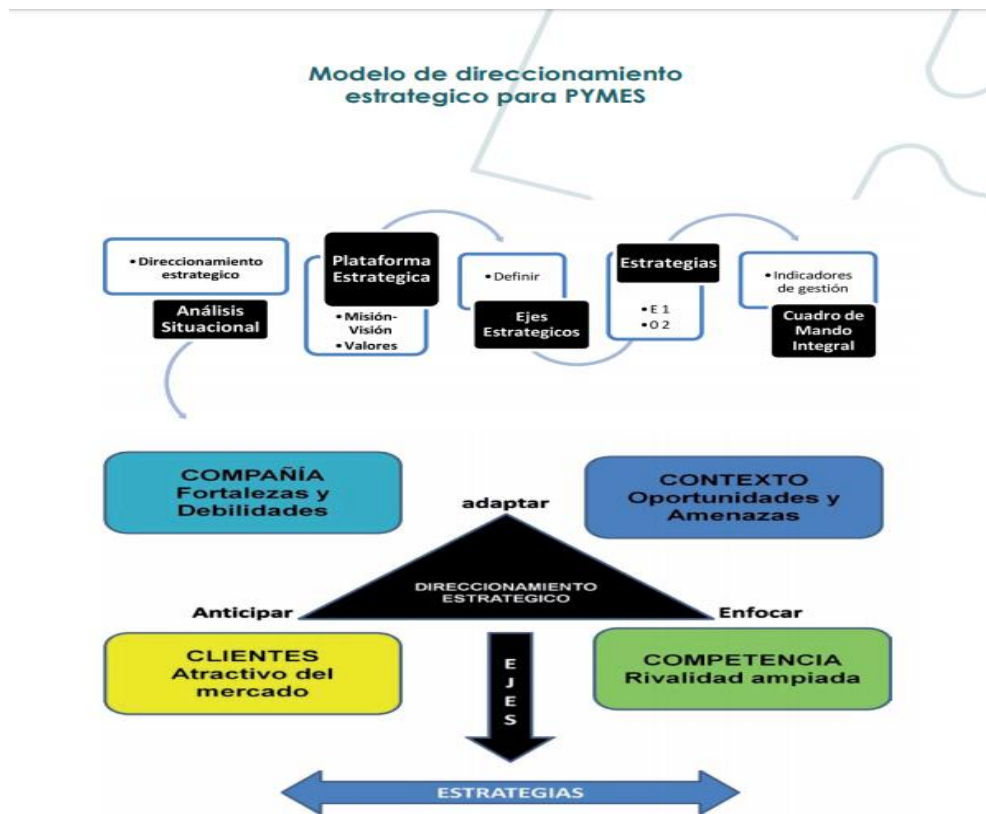 Modelo de direccionamiento
estrategico para PYMES
• Direccionamiento
estrategico
Análisis
Situacional
Plataforma
Estrategica
• Misión-
Visión
• Valores
• Definir
Ejes
Estrategicos
Estrategias
• E 1
• 0 2
• Indicadores
de gestión
Cuadro de
Mando
Integral
COMPAÑÍA
Fortalezas y
Debilidades
CONTEXTO
Oportunidades y
Amenazas
adaptar
DIRECCIONAMIENTO
ESTRATEGICO
Anticipar
Enfocar
CLIENTES
Atractivo del
mercado
E
J
E
S
COMPETENCIA
Rivalidad ampiada
ESTRATEGIAS